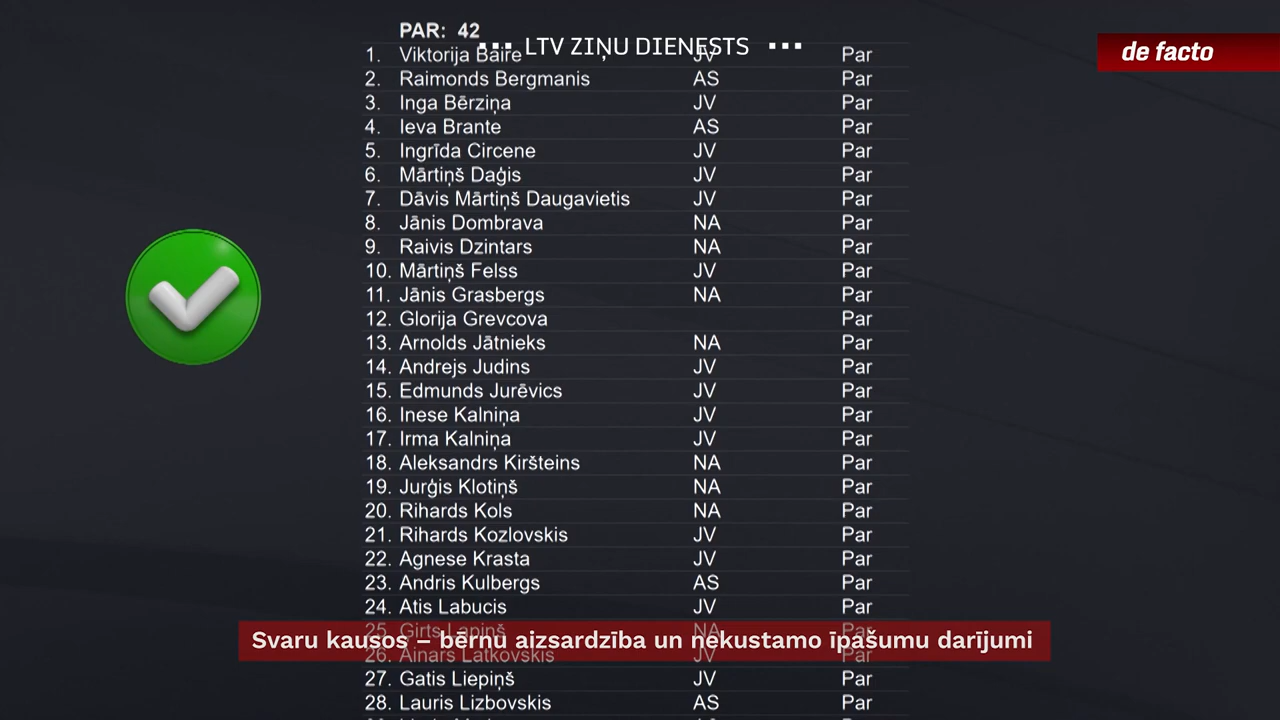 PAR: 42
LTV ZIŅU DIENESTS
de facto
1. Viktorija Baire JV Par
2. Raimonds Bergmanis AS Par
3. Inga Bērziņa JV Par
4. Ieva Brante AS Par
5. Ingrīda Circene JV Par
6. Mārtiņš Daģis JV Par
7. Dāvis Mārtiņš Daugavietis JV Par
8. Jānis Dombrava NA Par
9. Raivis Dzintars NA Par
10. Mārtiņš Felss JV Par
11. Jānis Grasbergs NA Par
12. Glorija Grevcova Par
13. Arnolds Jātnieks NA Par
14. Andrejs Judins JV Par
15. Edmunds Jurēvics JV Par
16. Inese Kalniņa JV Par
17. Irma Kalniņa JV Par
18. Aleksandrs Kiršteins NA Par
19. Jurģis Klotiņš NA Par
20. Rihards Kols NA Par
21. Rihards Kozlovskis JV Par
22. Agnese Krasta JV Par
23. Andris Kulbergs AS Par
24. Atis Labucis JV Par
25. Girts Lapiņš NA Par
Svaru kausos – bērnu aizsardzība un nekustamo īpašumu darījumi
26. Ainars Latkovskis JV Par
27. Gatis Liepiņš JV Par
28. Lauris Lizbovskis AS Par